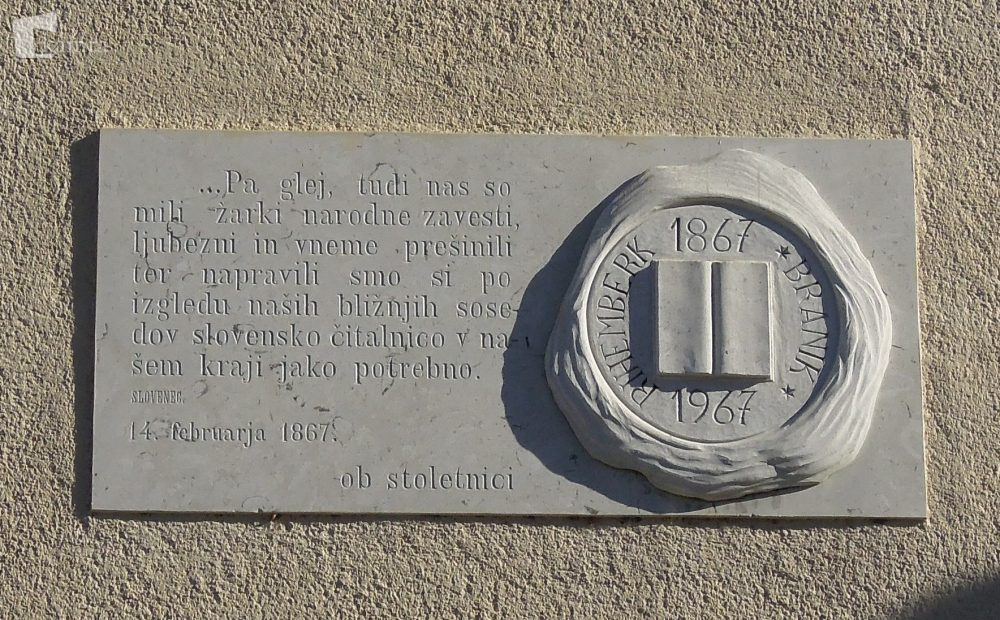 ...Pa glej, tudi nas so
mili žarki narodne zavesti,
ljubezni in vneme prešinili
ter napravili smo si po
izgledu naših bližnjih sose-
dov slovensko čitalnico v na-
šem kraji jako potrebno.
SLOVENEC.
14. februarja 1867.
ob stoletnici
1867
RIHEMBERK * BRANIK *
1967